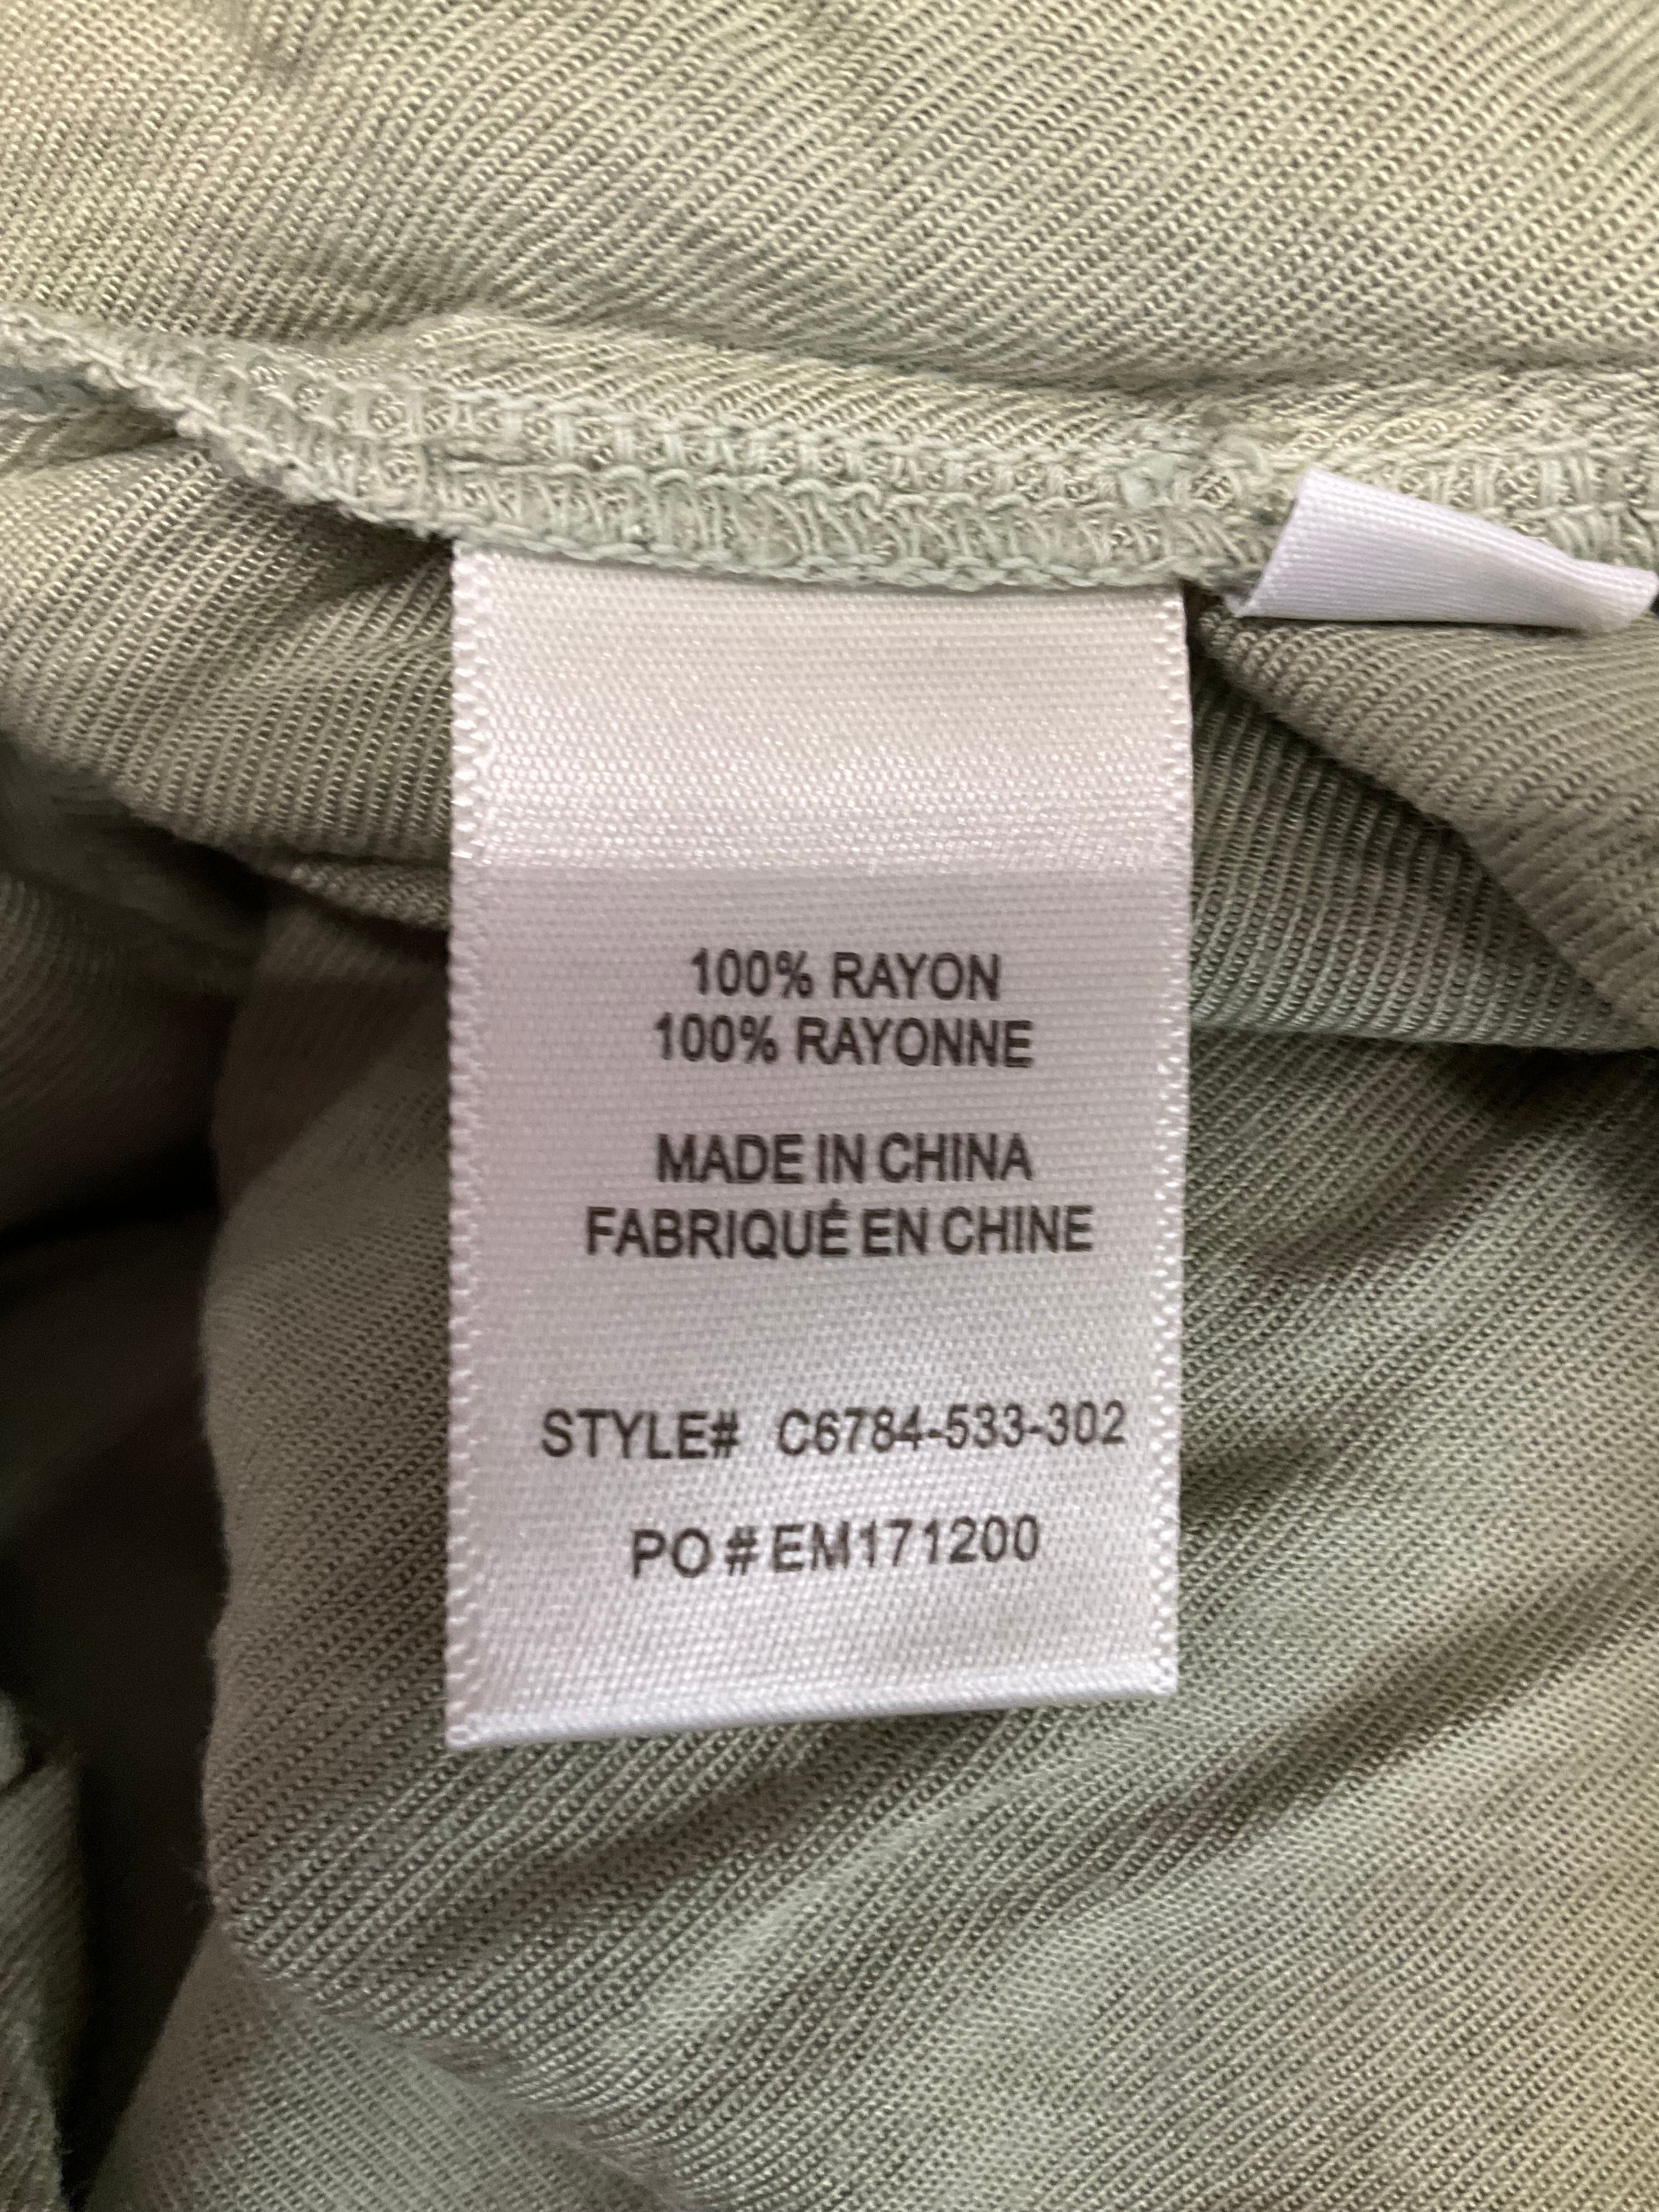 100% RAYON
100% RAYONNE
MADE IN CHINA
FABRIQUÉ EN CHINE
STYLE# C6784-533-302
PO # EM171200